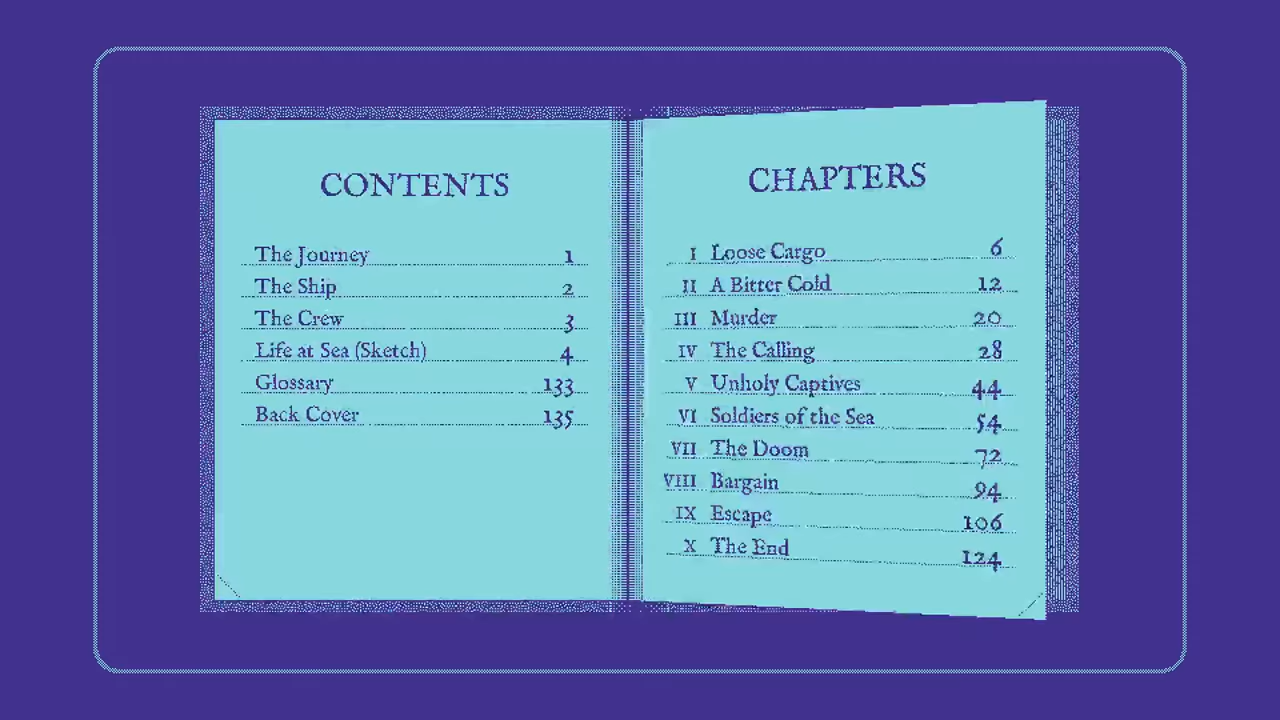 CONTENTS
The Journey 1
The Ship 2
The Crew 3
Life at Sea (Sketch) 4
Glossary 133
Back Cover 135
CHAPTERS
I Loose Cargo 6
II A Bitter Cold 12
III Murder 20
IV The Calling 28
V Unholy Captives 44
VI Soldiers of the Sea 54
VII The Doom 72
VIII Bargain 94
IX Escape 106
X The End 124